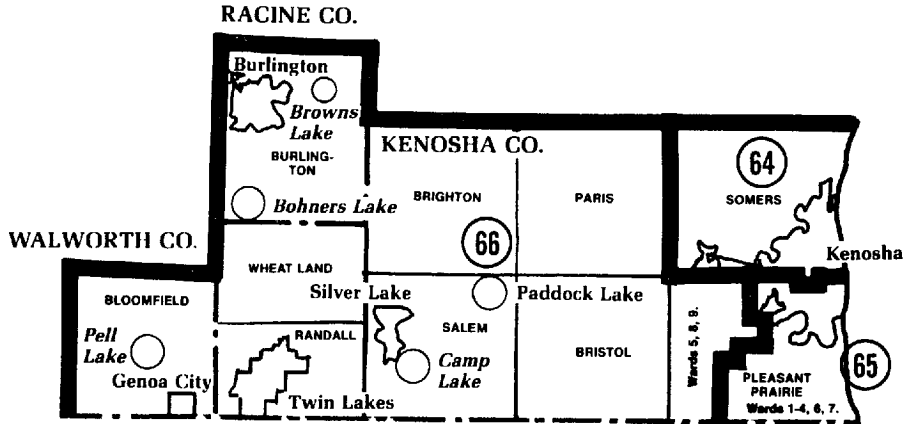 RACINE CO.
Burlington
Browns
Lake
BURLING-
TON
Bohners Lake
KENOSHA CO.
BRIGHTON
PARIS
64
SOMERS
Kenosha
66
WALWORTH CO.
WHEAT LAND
BLOOMFIELD
Silver Lake
Paddock Lake
Pell
Lake
Genoa City
RANDALL
Twin Lakes
SALEM
Camp
Lake
BRISTOL
Wards 5, 8, 9.
65
PLEASANT
PRAIRIE
Wards 1-4, 6, 7.